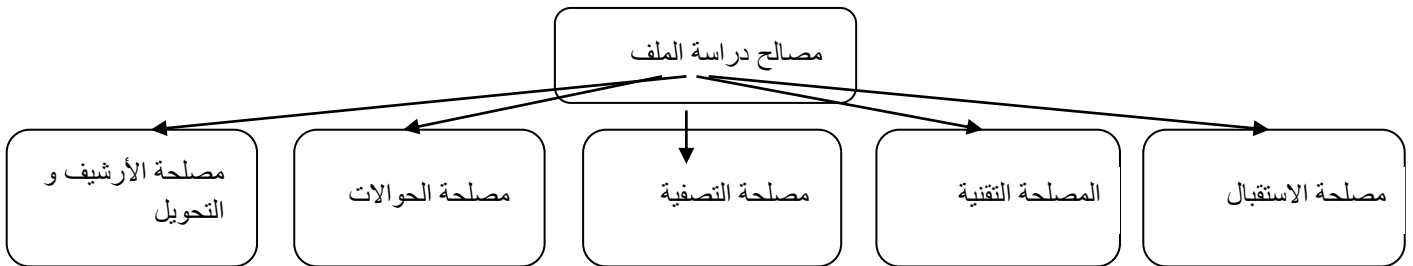 مصالح دراسة الملف
مصلحة الاستقبال
المصلحة التقنية
مصلحة التصفية
مصلحة الحوالات
مصلحة الأرشيف و
التحويل